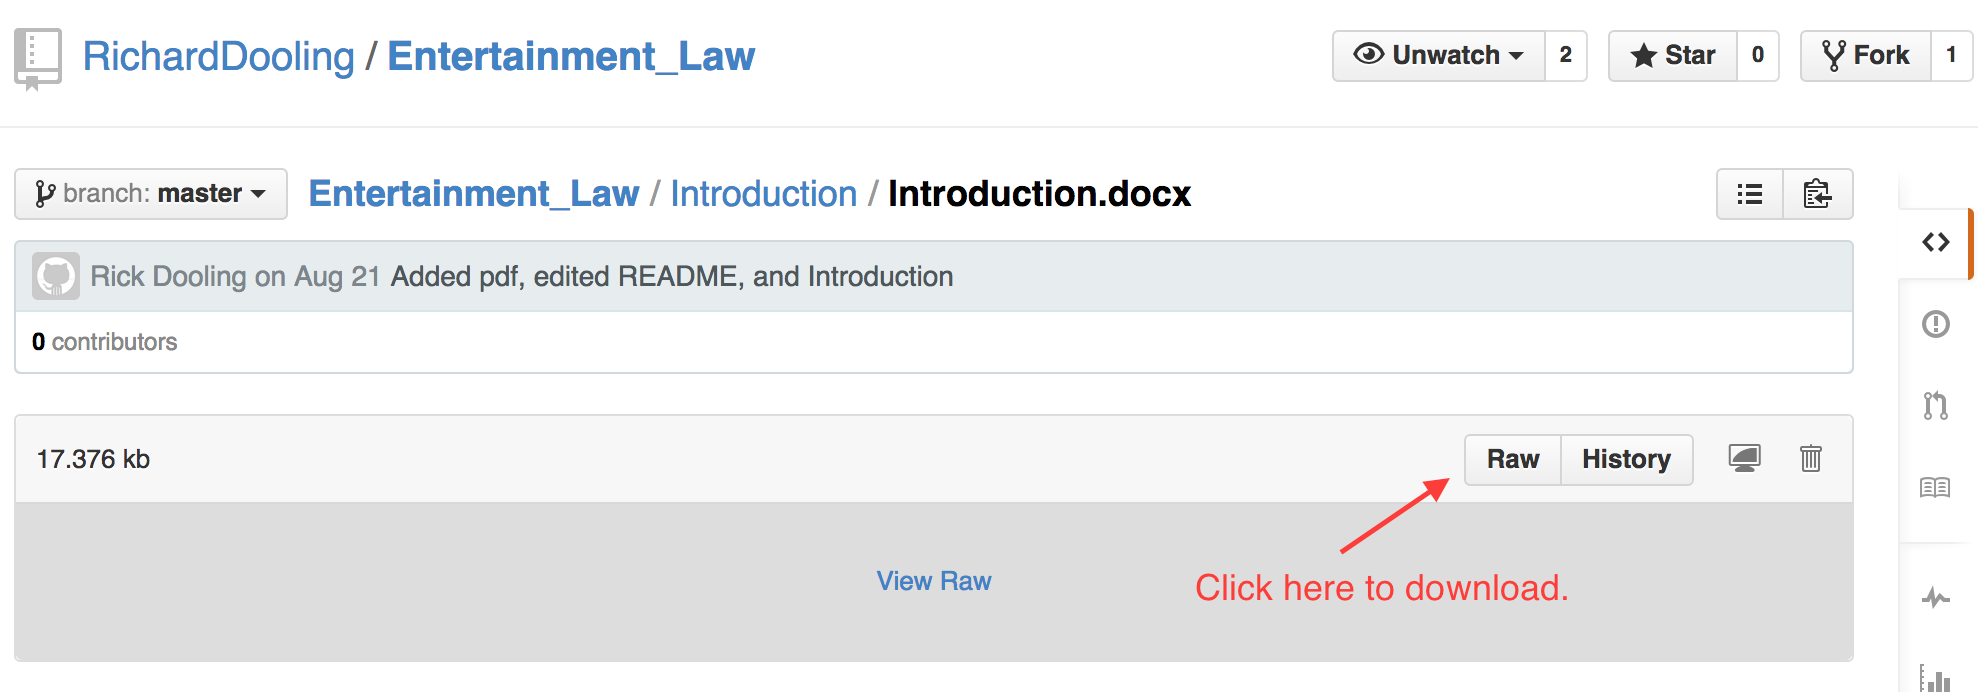 RichardDooling / Entertainment_Law
Unwatch 2 Star 0 Fork 1
branch: master Entertainment_Law / Introduction / Introduction.docx
Rick Dooling on Aug 21 Added pdf, edited README, and Introduction
0 contributors
17.376 kb Raw History
View Raw
Click here to download.